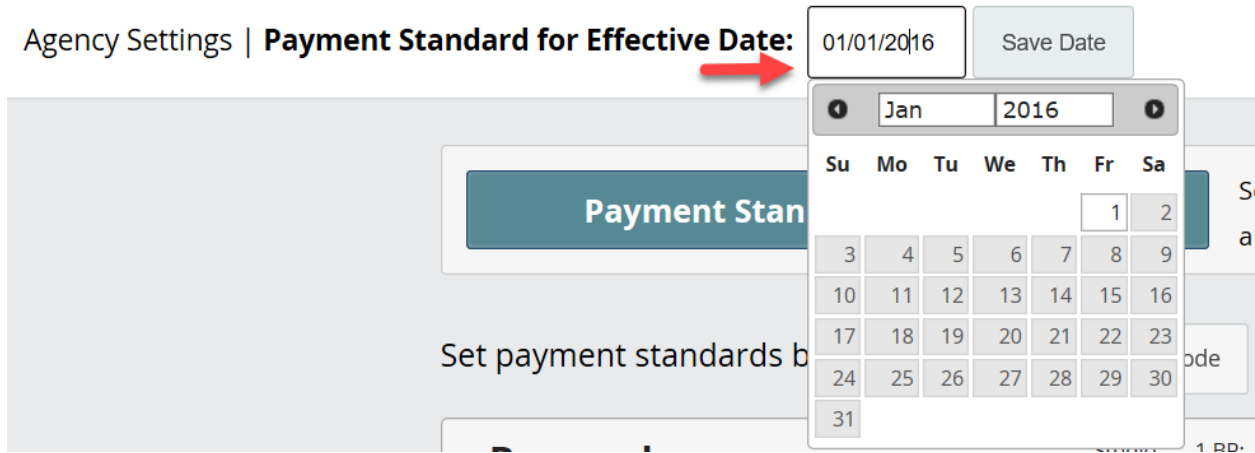 Agency Settings | Payment Standard for Effective Date: 01/01/2016 Save Date
Jan 2016
Su Mo Tu We Th Fr Sa
1 2
3 4 5 6 7 8 9
10 11 12 13 14 15 16
17 18 19 20 21 22 23
24 25 26 27 28 29 30
31
Payment Stan
Set payment standards b
ode
1 BR: